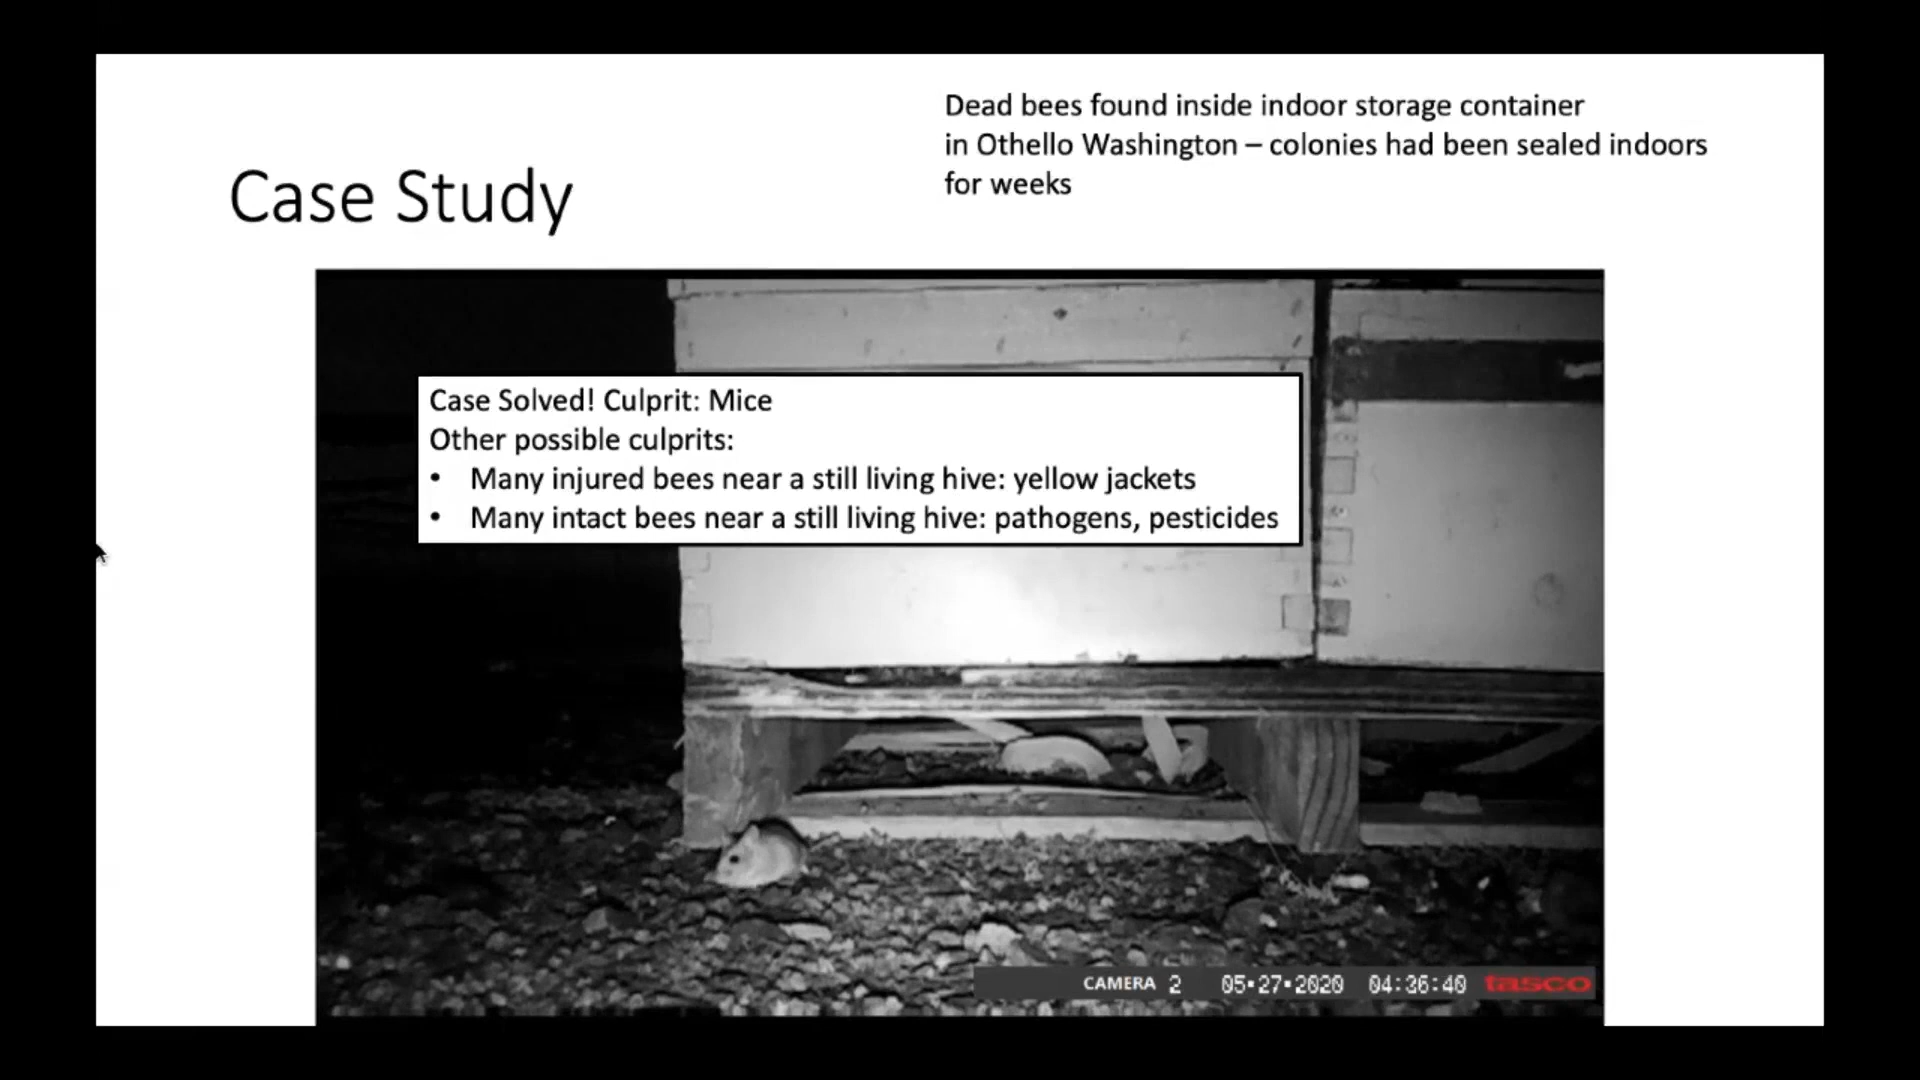 Dead bees found inside indoor storage container
in Othello Washington – colonies had been sealed indoors
for weeks
Case Study
Case Solved! Culprit: Mice
Other possible culprits:
• Many injured bees near a still living hive: yellow jackets
• Many intact bees near a still living hive: pathogens, pesticides
CAMERA 2 05-27-2020 04:36:40 tasco